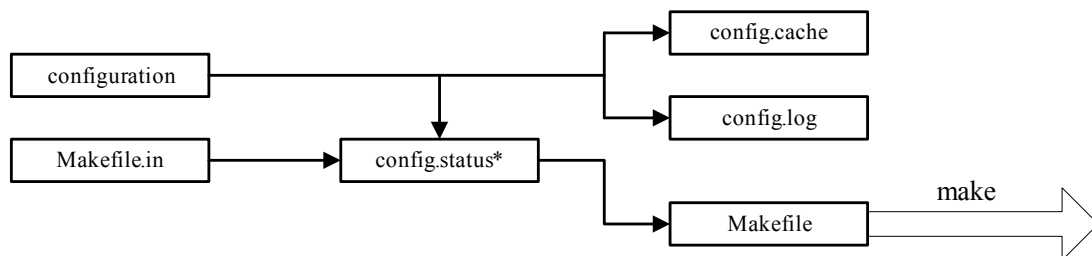 config.cache
configuration
config.log
Makefile.in
config.status*
make
Makefile